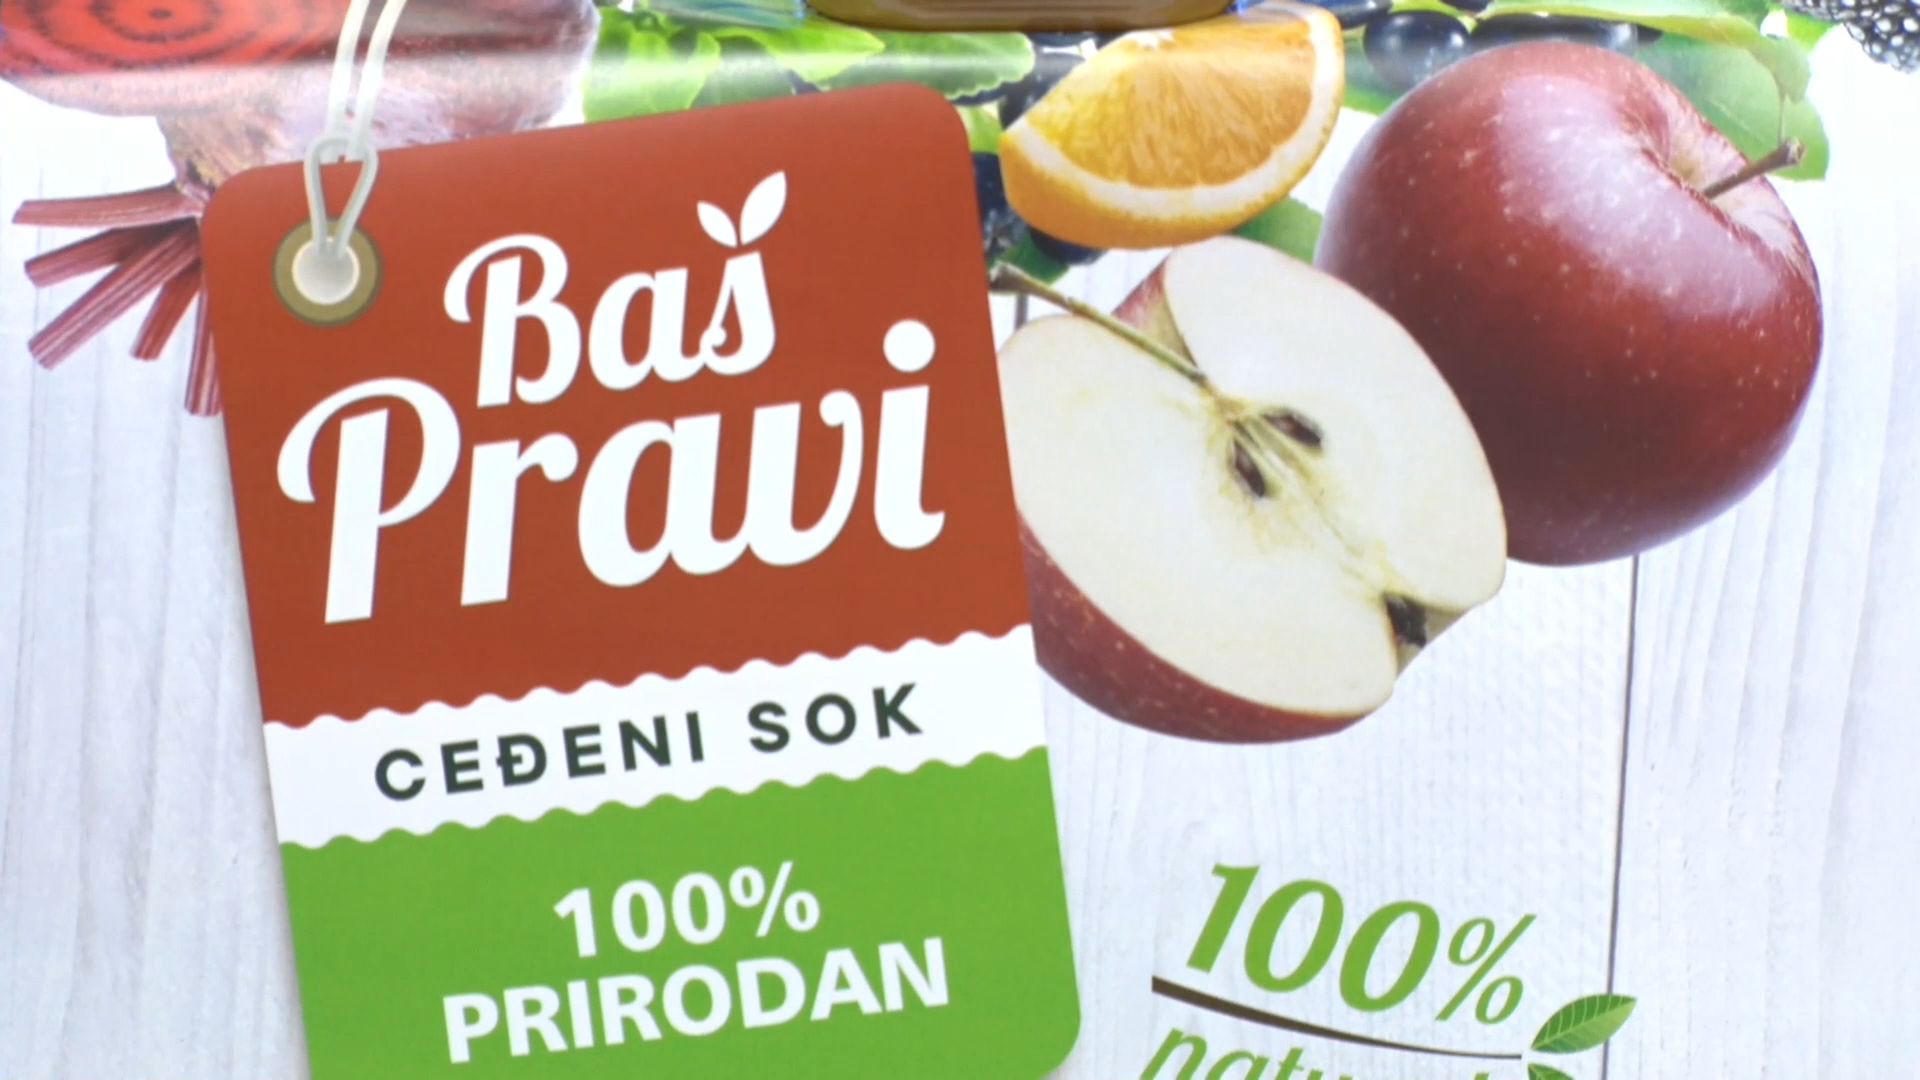 Baš
Pravi
CEĐENI SOK
100%
PRIRODAN
100%